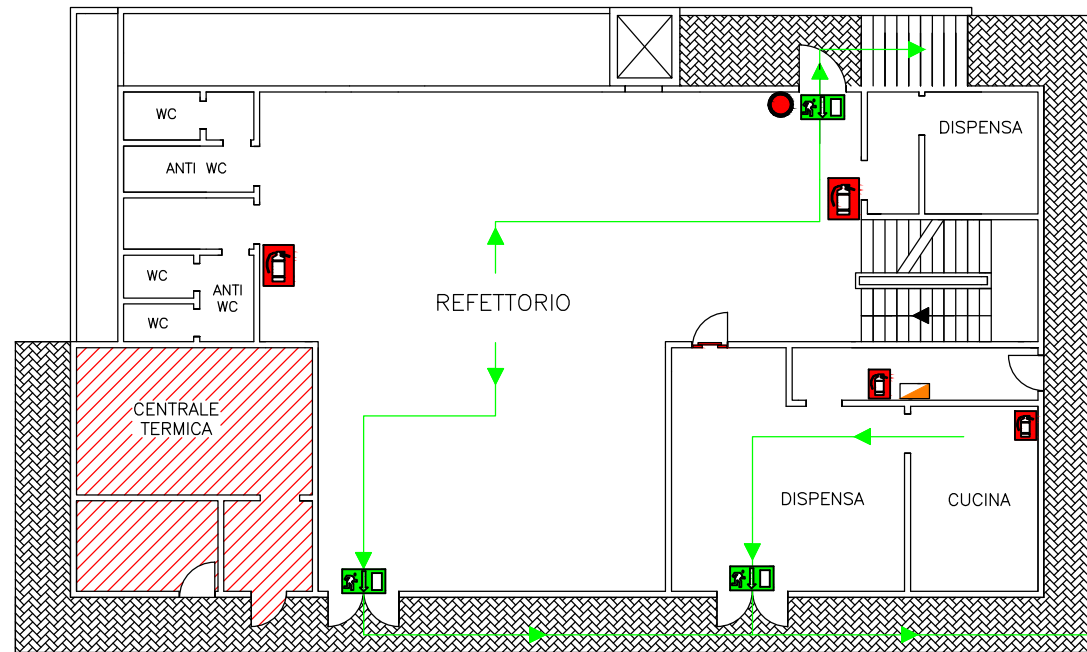 WC
DISPENSA
ANTI WC
WC
ANTI
WC
WC
REFETTORIO
CENTRALE
TERMICA
DISPENSA
CUCINA